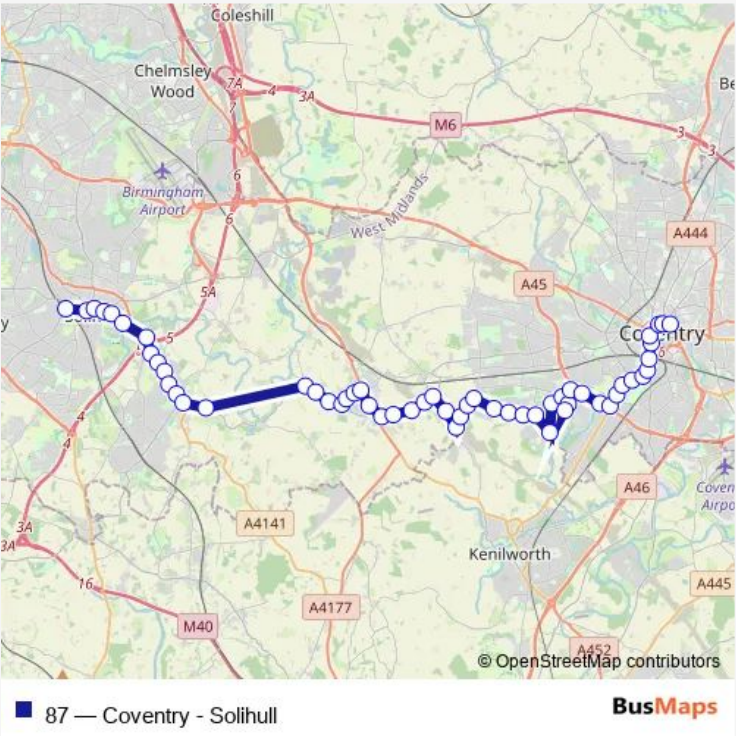 Coleshill
Chelmsley
Wood
7A
4
3A
7
M6
3
3
Be
6
Birmingham
Airport
6
West Midlands
A444
5A
A45
y
5
Coventry
6
4
4
A46
Coven
Airpo
3A
3A
A4141
Kenilworth
16
A4177
A445
M40
A452
© OpenStreetMap contributors
87 — Coventry - Solihull
BusMaps